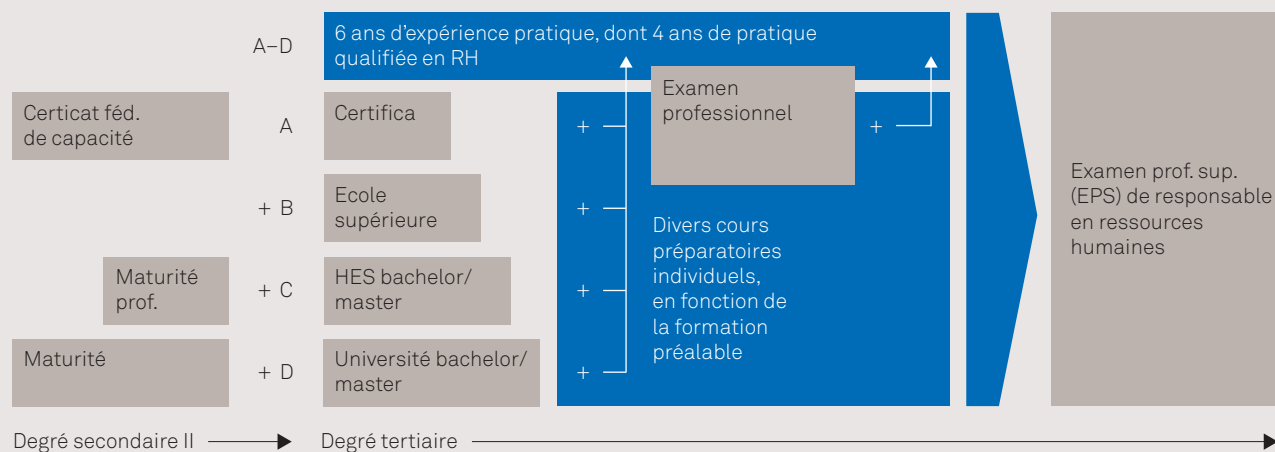 A–D
6 ans d’expérience pratique, dont 4 ans de pratique
qualifiée en RH
Certicat féd.
de capacité
A
Certifica
+
Examen
professionnel
+
+ B
Ecole
supérieure
+
Divers cours
préparatoires
individuels,
en fonction de
la formation
préalable
Maturité
prof.
+ C
HES bachelor/
master
+
Maturité
+ D
Université bachelor/
master
+
Examen prof. sup.
(EPS) de responsable
en ressources
humaines
Degré secondaire II
Degré tertiaire